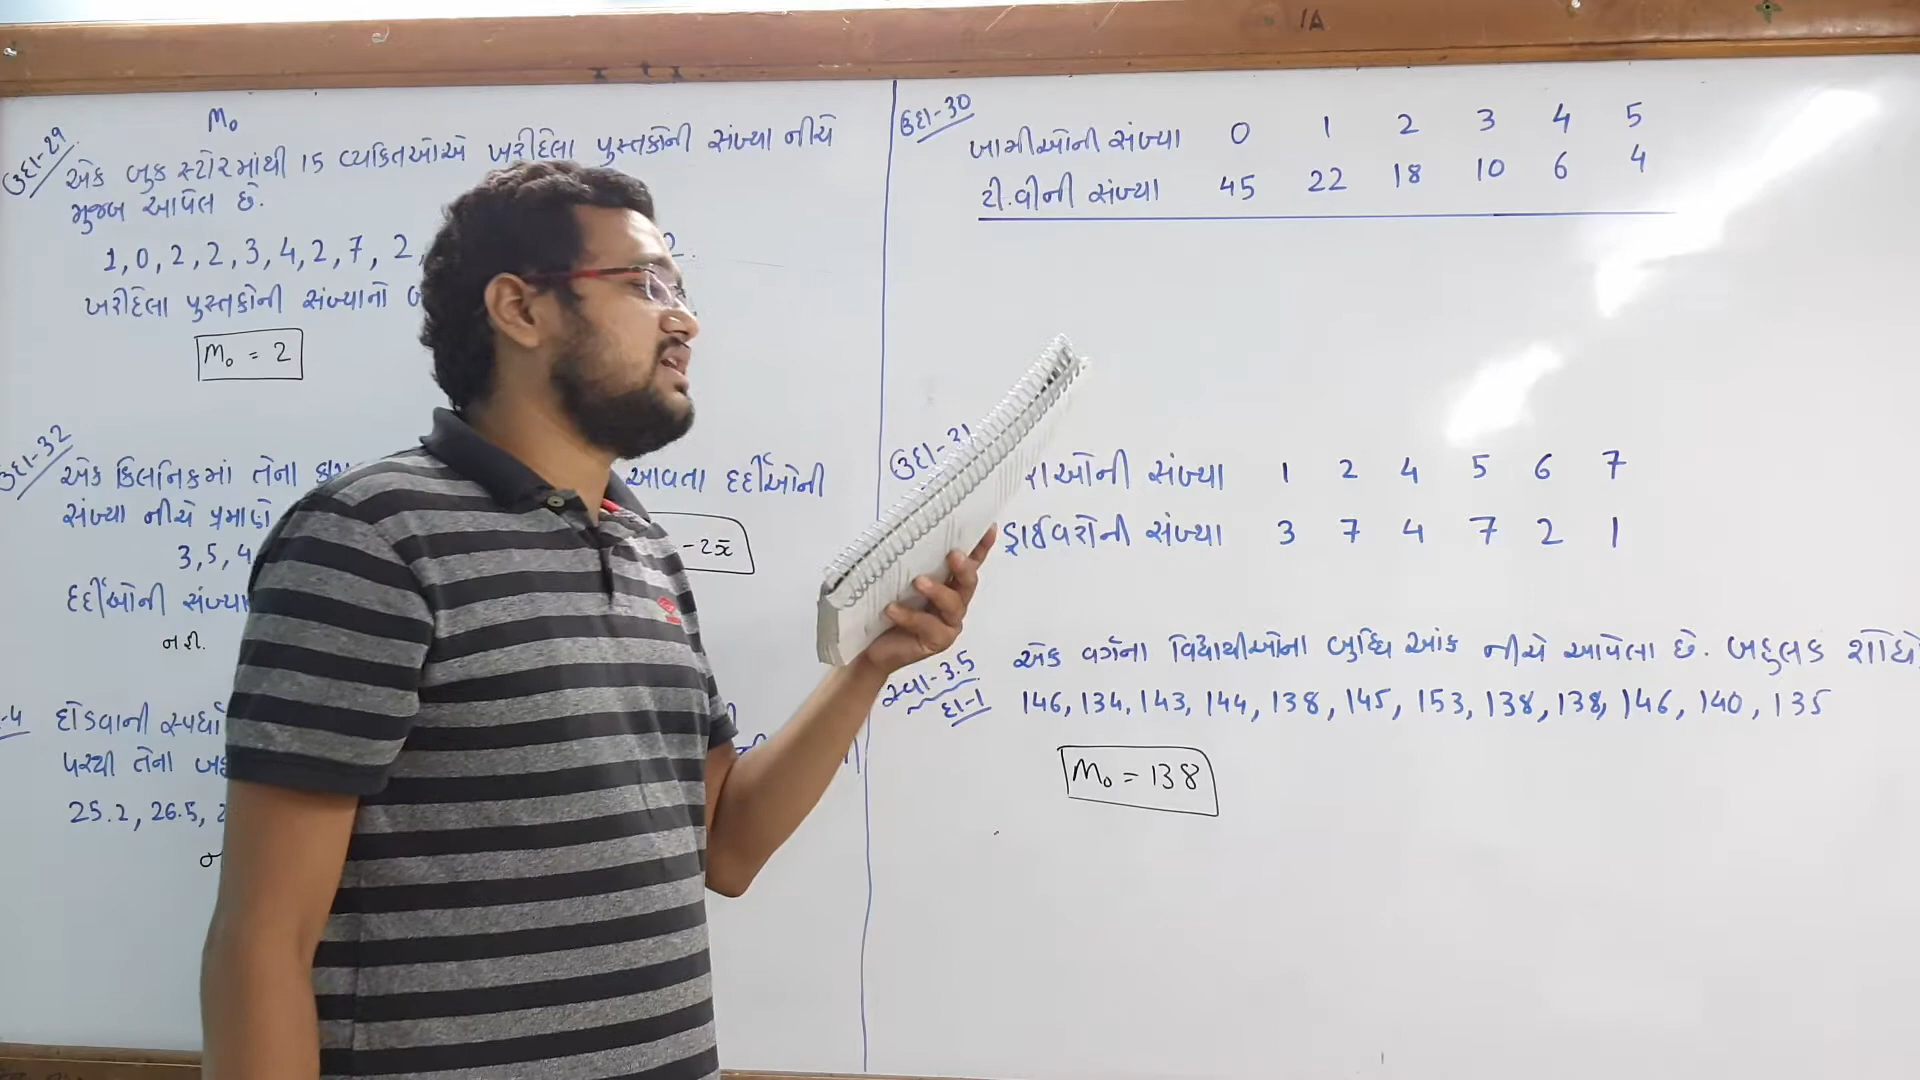 1A
M₀
ઉદા-29
એક બુક સ્ટોરમાંથી 15 વ્યકિતઓએ ખરીદેલા પુસ્તકોની સંખ્યા નીચે
મુજબ આપેલ છે.
1, 0, 2, 2, 3, 4, 2, 7, 2, 2.
ખરીદેલા પુસ્તકોની સંખ્યાનો
M₀ = 2
ઉદા-32
એક કિલનિકમાં તેના આવતા દર્દીઓની
સંખ્યા નીચે પ્રમાણે
3, 5, 4
- 2x̄
દર્દીઓની સંખ્યા
નથી.
-4
દોડવાની સ્પર્ધા
પરથી તેના
25.2, 26.5, 2
ઉદા-30
ખામીઓની સંખ્યા 0 1 2 3 4 5
ટી.વીની સંખ્યા 45 22 18 10 6 4
ઉદા-31
રાઓની સંખ્યા 1 2 4 5 6 7
ડ્રાઈવરોની સંખ્યા 3 7 4 7 2 1
સ્વા-3.5
દા-1
એક વર્ગના વિદ્યાથીઓના બુધ્ધિ આંક નીચે આપેલા છે. બહુલક શોધો
146, 134, 143, 144, 138, 145, 153, 138, 138, 146, 140, 135
M₀ = 138